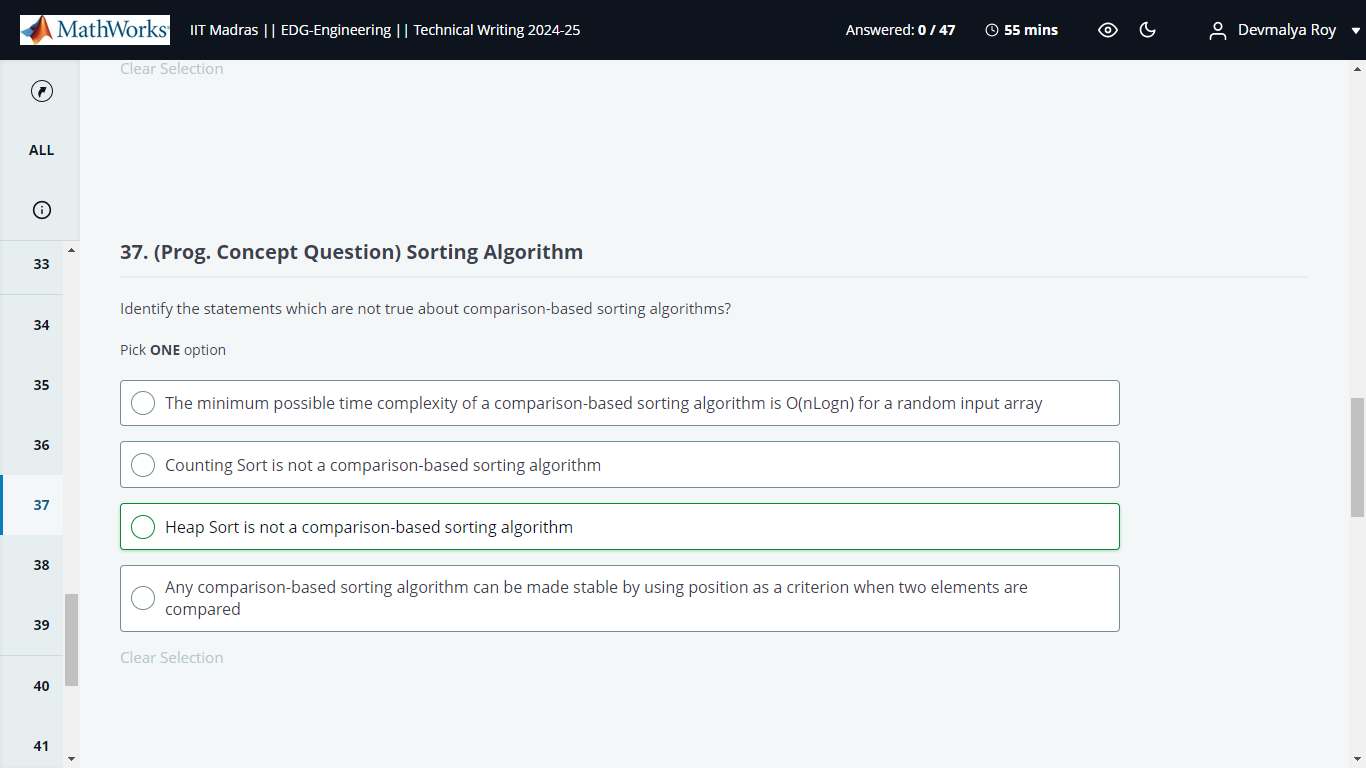 MathWorks
IIT Madras || EDG-Engineering || Technical Writing 2024-25
Answered: 0 / 47
55 mins
Devmalya Roy
Clear Selection
ALL
33
34
35
36
37
38
39
40
41
37. (Prog. Concept Question) Sorting Algorithm
Identify the statements which are not true about comparison-based sorting algorithms?
Pick ONE option
The minimum possible time complexity of a comparison-based sorting algorithm is O(nLogn) for a random input array
Counting Sort is not a comparison-based sorting algorithm
Heap Sort is not a comparison-based sorting algorithm
Any comparison-based sorting algorithm can be made stable by using position as a criterion when two elements are
compared
Clear Selection